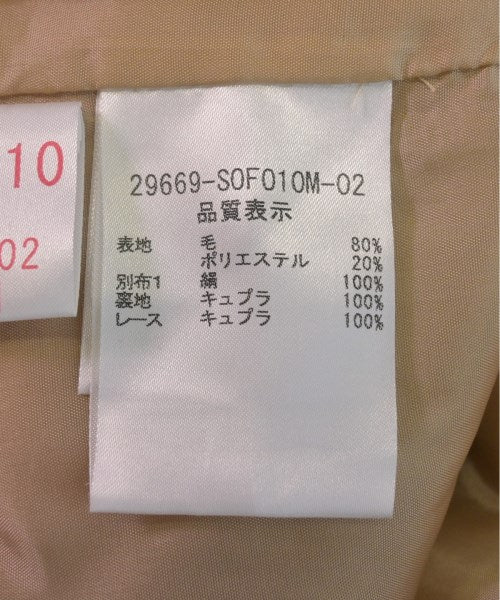 10
02
29669-S0F010M-02
品質表示
表地 毛 80%
ポリエステル 20%
別布1 絹 100%
裏地 キュプラ 100%
レース キュプラ 100%